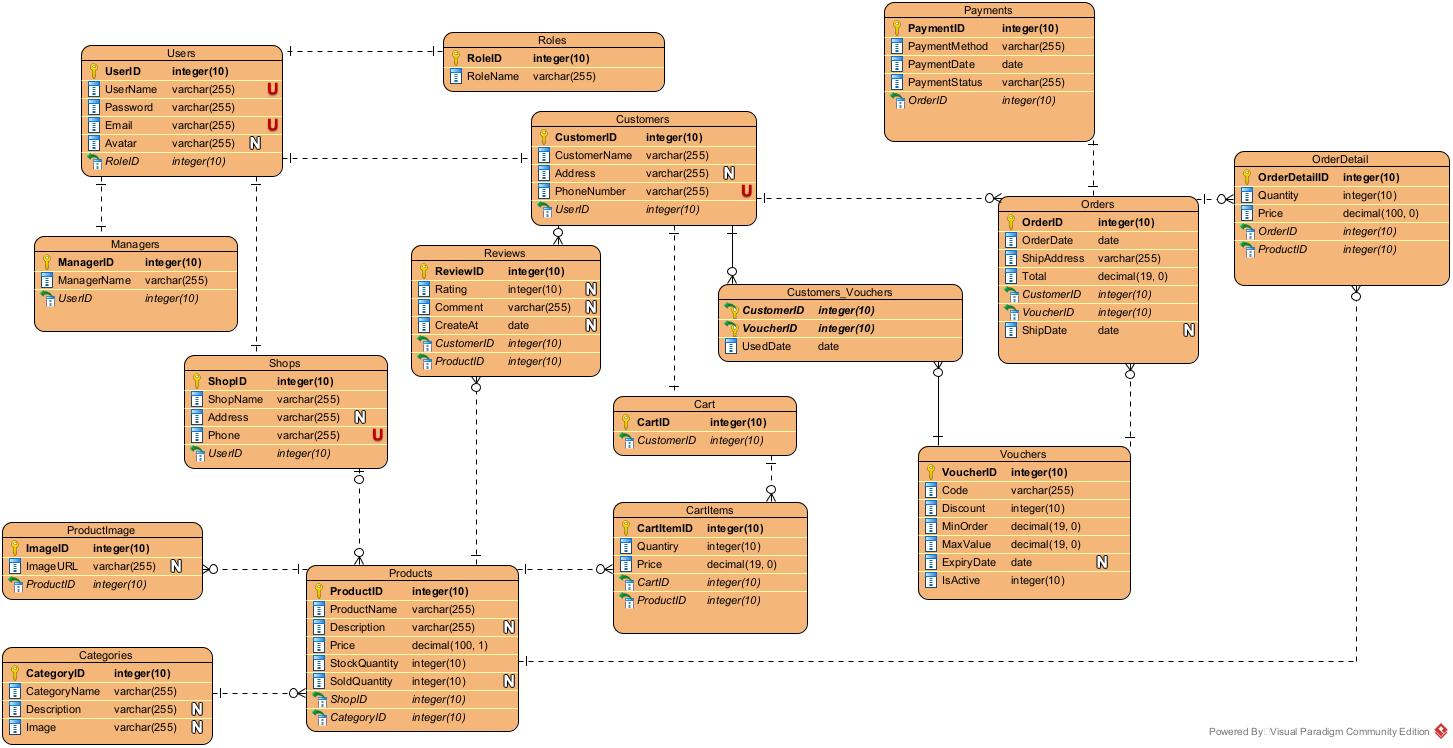 Users
UserID integer(10)
UserName varchar(255) U
Password varchar(255)
Email varchar(255) U
Avatar varchar(255) N
RoleID integer(10)
Roles
RoleID integer(10)
RoleName varchar(255)
Payments
PaymentID integer(10)
PaymentMethod varchar(255)
PaymentDate date
PaymentStatus varchar(255)
OrderID integer(10)
Customers
CustomerID integer(10)
CustomerName varchar(255)
Address varchar(255) N
PhoneNumber varchar(255) U
UserID integer(10)
OrderDetail
OrderDetailID integer(10)
Quantity integer(10)
Price decimal(100, 0)
OrderID integer(10)
ProductID integer(10)
Orders
OrderID integer(10)
OrderDate date
ShipAddress varchar(255)
Total decimal(19, 0)
CustomerID integer(10)
VoucherID integer(10)
ShipDate date N
Managers
ManagerID integer(10)
ManagerName varchar(255)
UserID integer(10)
Reviews
ReviewID integer(10)
Rating integer(10) N
Comment varchar(255) N
CreateAt date N
CustomerID integer(10)
ProductID integer(10)
Customers_Vouchers
CustomerID integer(10)
VoucherID integer(10)
UsedDate date
Shops
ShopID integer(10)
ShopName varchar(255)
Address varchar(255) N
Phone varchar(255) U
UserID integer(10)
Cart
CartID integer(10)
CustomerID integer(10)
Vouchers
VoucherID integer(10)
Code varchar(255)
Discount integer(10)
MinOrder decimal(19, 0)
MaxValue decimal(19, 0)
ExpiryDate date N
IsActive integer(10)
CartItems
CartItemID integer(10)
Quantiry integer(10)
Price decimal(19, 0)
CartID integer(10)
ProductID integer(10)
ProductImage
ImageID integer(10)
ImageURL varchar(255) N
ProductID integer(10)
Products
ProductID integer(10)
ProductName varchar(255)
Description varchar(255) N
Price decimal(100, 1)
StockQuantity integer(10)
SoldQuantity integer(10) N
ShopID integer(10)
CategoryID integer(10)
Categories
CategoryID integer(10)
CategoryName varchar(255)
Description varchar(255) N
Image varchar(255) N
Powered By Visual Paradigm Community Edition